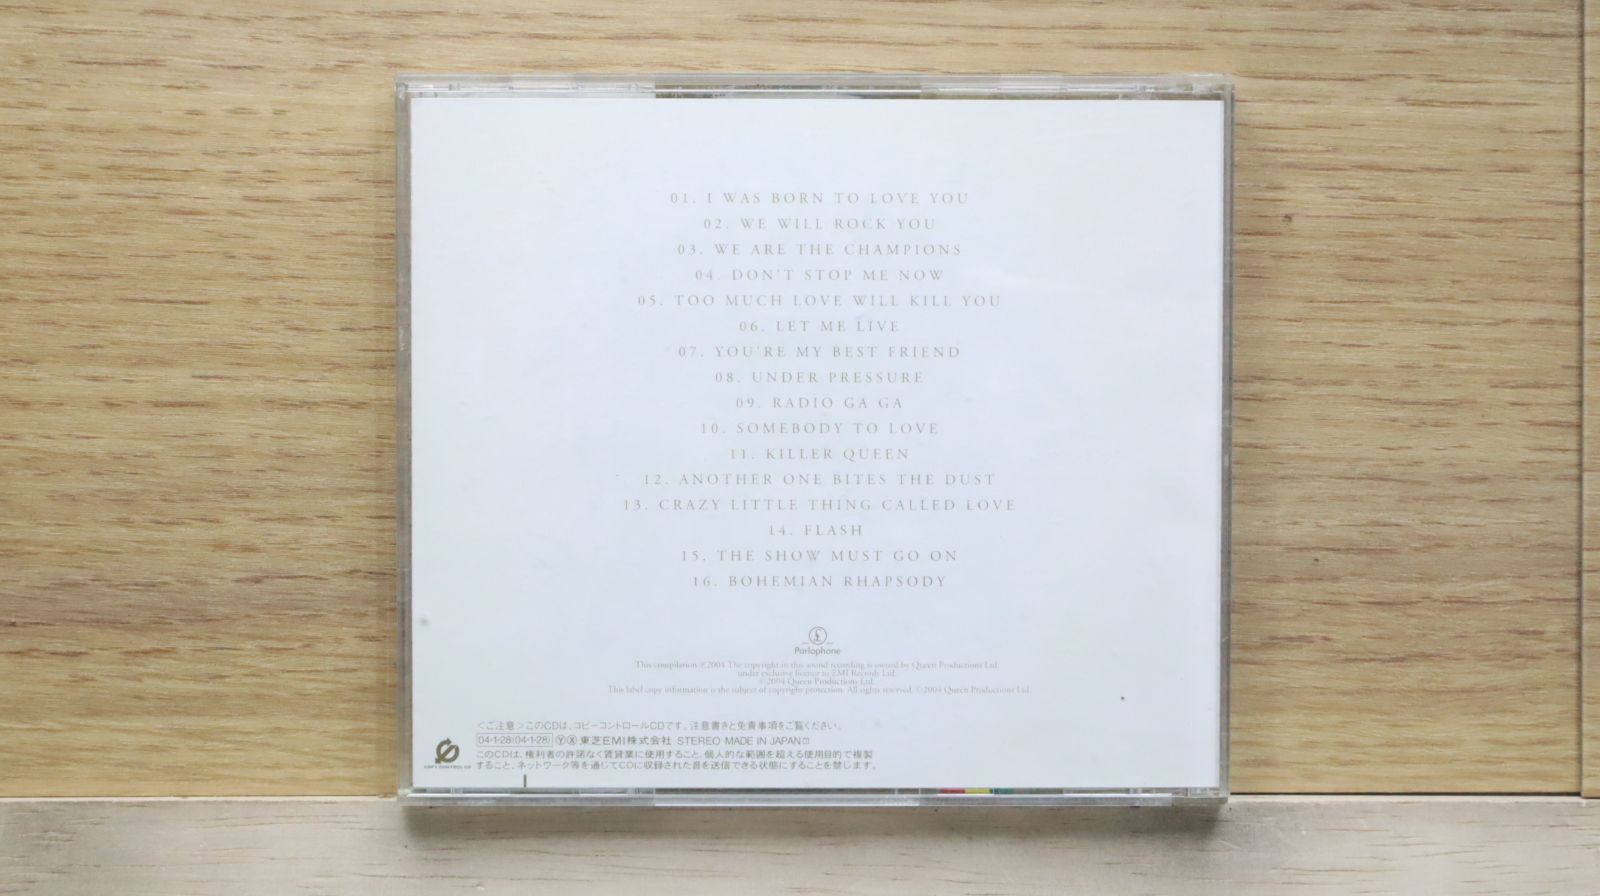 01. I WAS BORN TO LOVE YOU
02. WE WILL ROCK YOU
03. WE ARE THE CHAMPIONS
04. DON'T STOP ME NOW
05. TOO MUCH LOVE WILL KILL YOU
06. LET ME LIVE
07. YOU'RE MY BEST FRIEND
08. UNDER PRESSURE
09. RADIO GA GA
10. SOMEBODY TO LOVE
11. KILLER QUEEN
12. ANOTHER ONE BITES THE DUST
13. CRAZY LITTLE THING CALLED LOVE
14. FLASH
15. THE SHOW MUST GO ON
16. BOHEMIAN RHAPSODY
Parlophone
This compilation ℗2004 The copyright in this sound recording is owned by Queen Productions Ltd.
under exclusive licence to EMI Records Ltd.
©2004 Queen Productions Ltd.
This label copy information is the subject of copyright protection. All rights reserved. ©2004 Queen Productions Ltd.
<ご注意>このCDは、コピーコントロールCDです。注意書きと免責事項をご覧ください。
04・1・28(04・1・28) Ⓨ Ⓧ 東芝EMI株式会社 STEREO MADE IN JAPAN
このCDは、権利者の許諾なく賃貸業に使用すること、個人的な範囲を超える使用目的で複製
すること、ネットワーク等を通じてCDに収録された音を送信できる状態にすることを禁じます。
COPY CONTROL CD